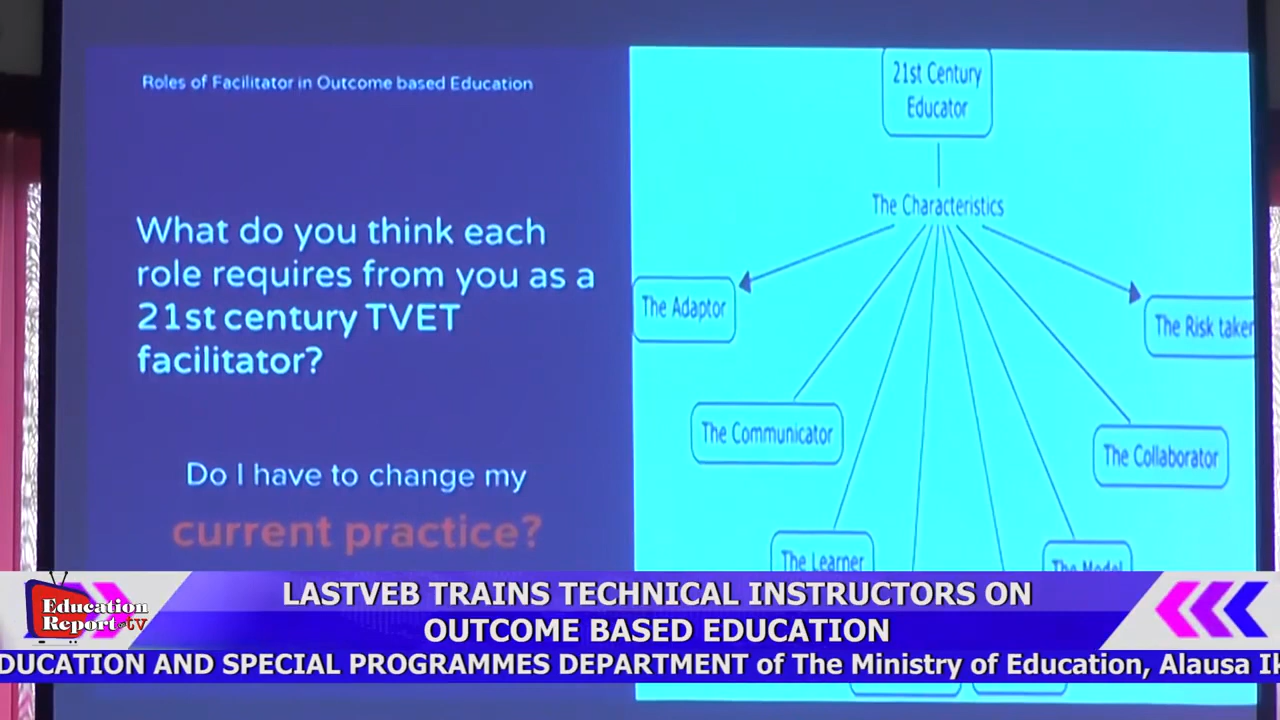 Roles of Facilitator in Outcome based Education
What do you think each
role requires from you as a
21st century TVET
facilitator?
Do I have to change my
current practice?
21st Century
Educator
The Characteristics
The Adaptor
The Risk taker
The Communicator
The Collaborator
The Learner
The Model
Education
Report.tv
LASTVEB TRAINS TECHNICAL INSTRUCTORS ON
OUTCOME BASED EDUCATION
DUCATION AND SPECIAL PROGRAMMES DEPARTMENT of The Ministry of Education, Alausa Ik